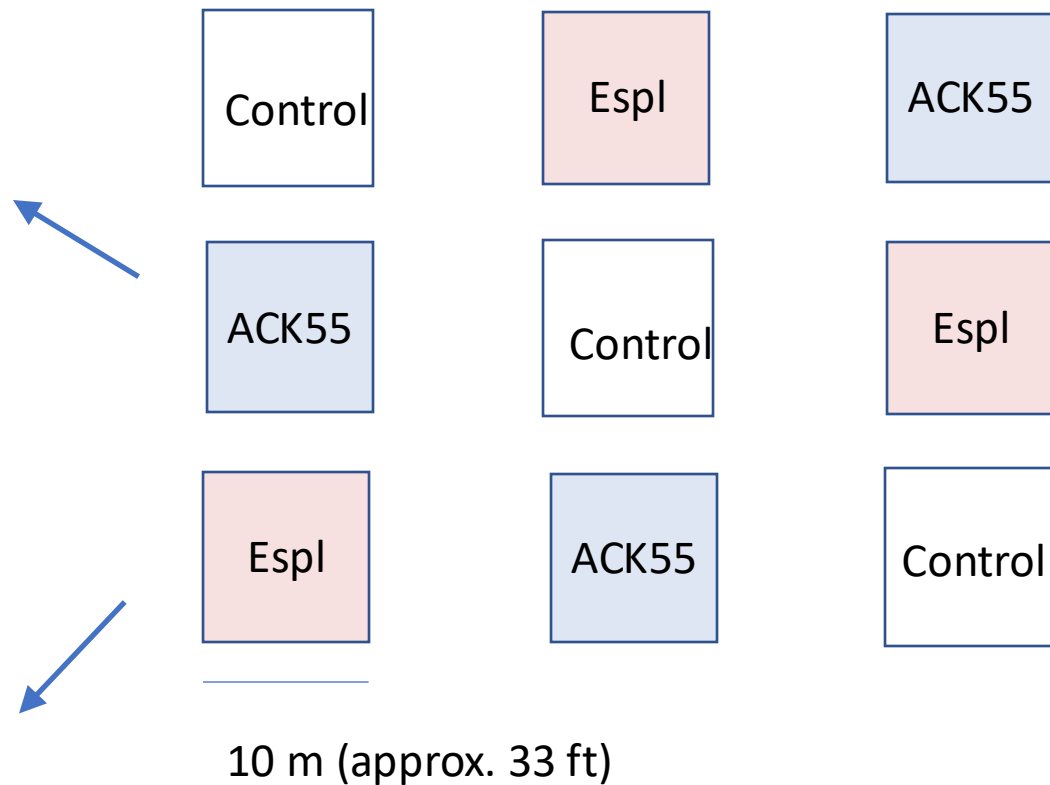 Control
Espl
ACK55
ACK55
Control
Espl
Espl
ACK55
Control
10 m (approx. 33 ft)